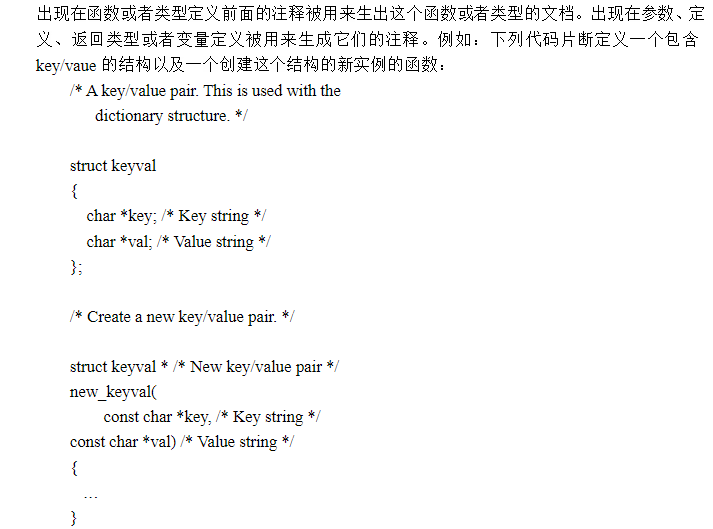 出现在函数或者类型定义前面的注释被用来生出这个函数或者类型的文档。出现在参数、定
义、返回类型或者变量定义被用来生成它们的注释。例如：下列代码片断定义一个包含
key/vaue 的结构以及一个创建这个结构的新实例的函数：
/* A key/value pair. This is used with the
dictionary structure. */
struct keyval
{
char *key; /* Key string */
char *val; /* Value string */
};
/* Create a new key/value pair. */
struct keyval * /* New key/value pair */
new_keyval(
const char *key, /* Key string */
const char *val) /* Value string */
{
...
}